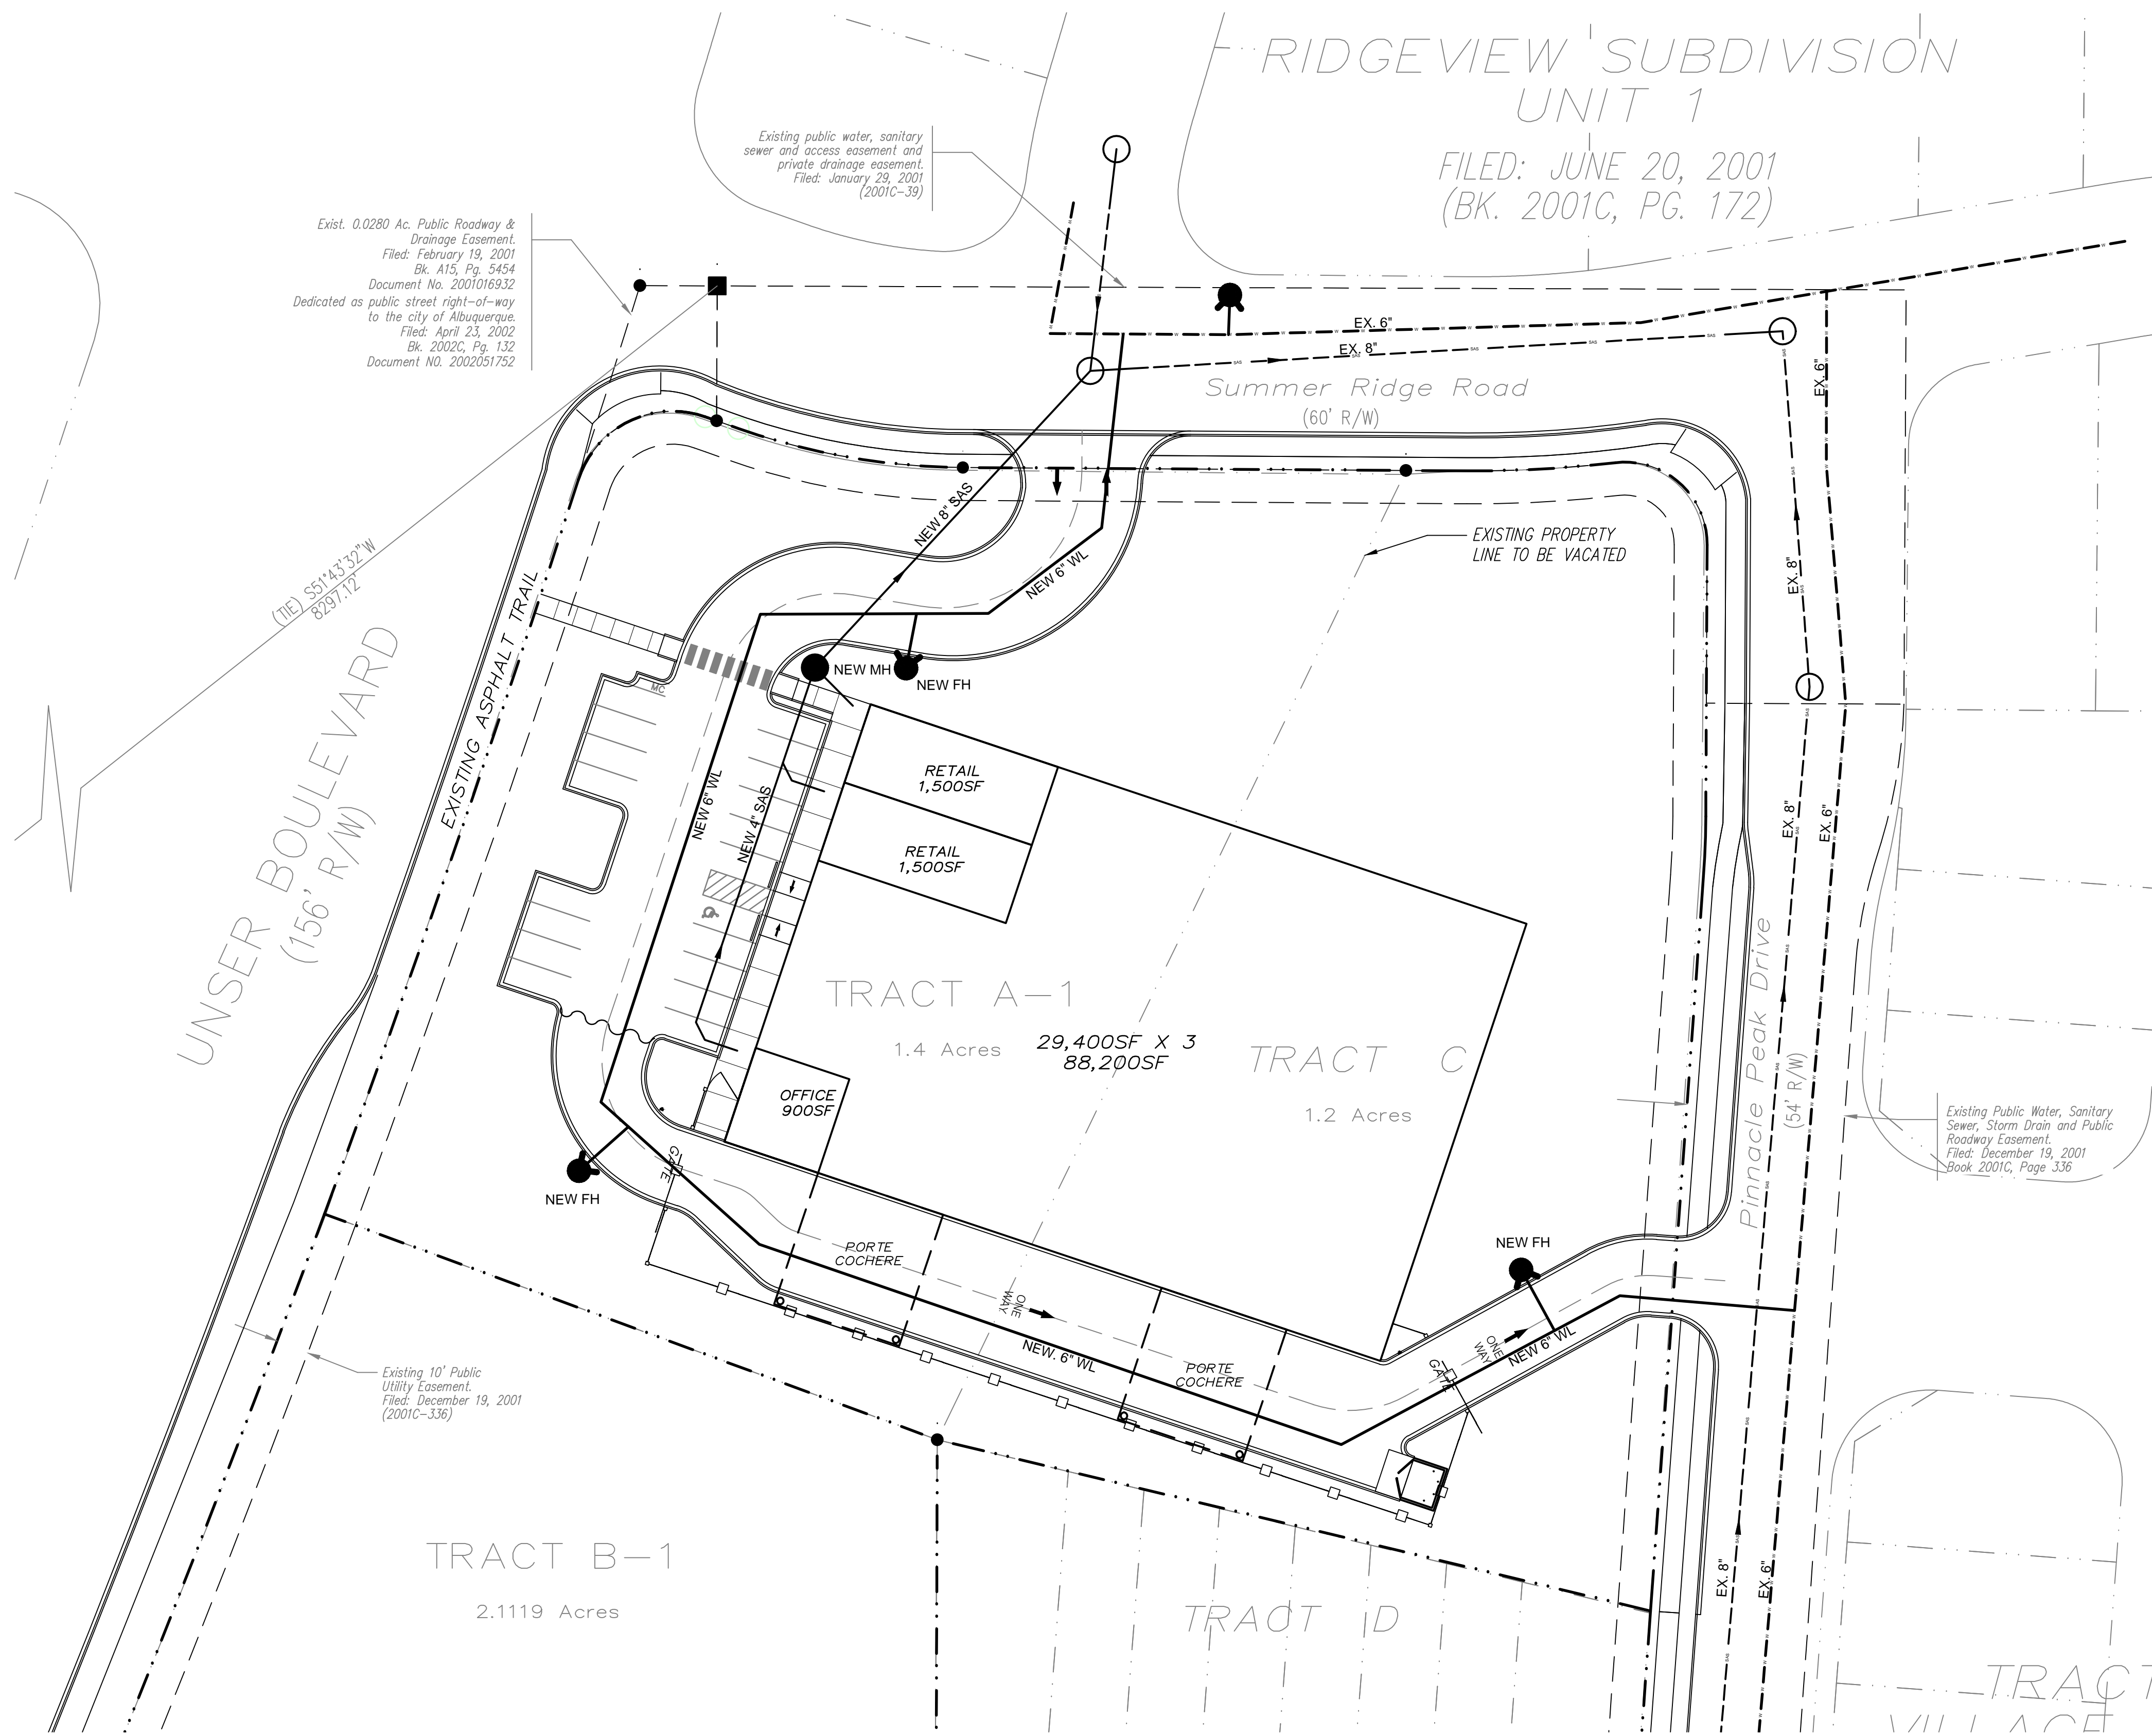 RIDGEVIEW SUBDIVISION
UNIT 1
FILED: JUNE 20, 2001
(BK. 2001C, PG. 172)
Existing public water, sanitary
sewer and access easement and
private drainage easement.
Filed: January 29, 2001
(2001C-39)
Exist. 0.0280 Ac. Public Roadway &
Drainage Easement.
Filed: February 19, 2001
Bk. A15, Pg. 5454
Document No. 2001016932
Dedicated as public street right-of-way
to the city of Albuquerque.
Filed: April 23, 2002
Bk. 2002C, Pg. 132
Document NO. 2002051752
EX. 6"
EX. 8"
Summer Ridge Road
(60' R/W)
EX. 6"
EX. 8"
(TIE) S51°43'32"W
8297.12'
UNSER BOULEVARD
(156' R/W)
EXISTING ASPHALT TRAIL
NEW 8" SAS
NEW 6" WL
EXISTING PROPERTY
LINE TO BE VACATED
MC
NEW MH
NEW FH
NEW 6" WL
NEW 4" SAS
RETAIL
1,500SF
RETAIL
1,500SF
EX. 8"
EX. 6"
TRACT A-1
1.4 Acres
29,400SF X 3
88,200SF
TRACT C
1.2 Acres
Pinnacle Peak Drive
(54' R/W)
OFFICE
900SF
GATE
NEW FH
Existing Public Water, Sanitary
Sewer, Storm Drain and Public
Roadway Easement.
Filed: December 19, 2001
Book 2001C, Page 336
PORTE
COCHERE
ONE
WAY
NEW. 6" WL
PORTE
COCHERE
NEW FH
ONE
WAY
NEW 6" WL
GATE
Existing 10' Public
Utility Easement.
Filed: December 19, 2001
(2001C-336)
TRACT B-1
2.1119 Acres
TRACT D
EX. 8"
EX. 6"
TRACT
VILLAGE